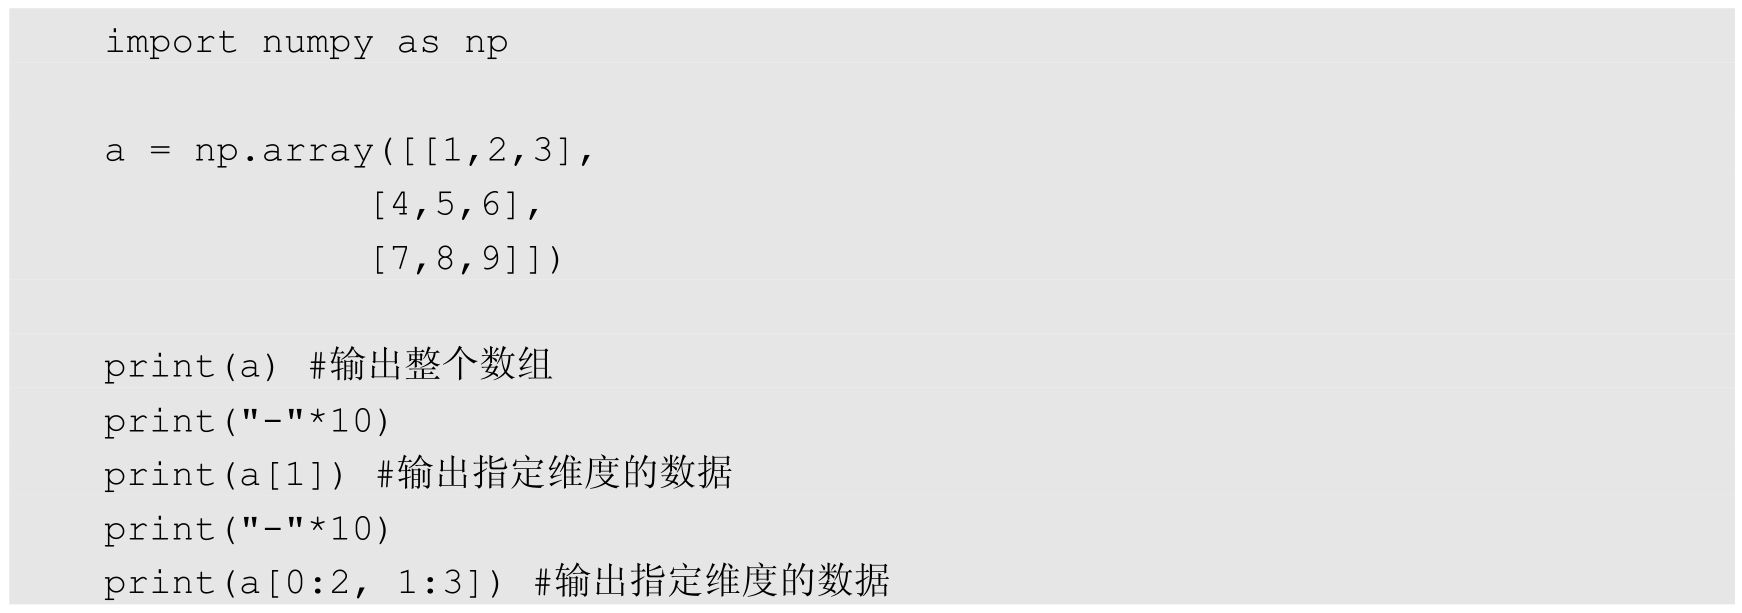 import numpy as np
a = np.array([[1,2,3],
[4,5,6],
[7,8,9]])
print(a) #输出整个数组
print("-"*10)
print(a[1]) #输出指定维度的数据
print("-"*10)
print(a[0:2, 1:3]) #输出指定维度的数据